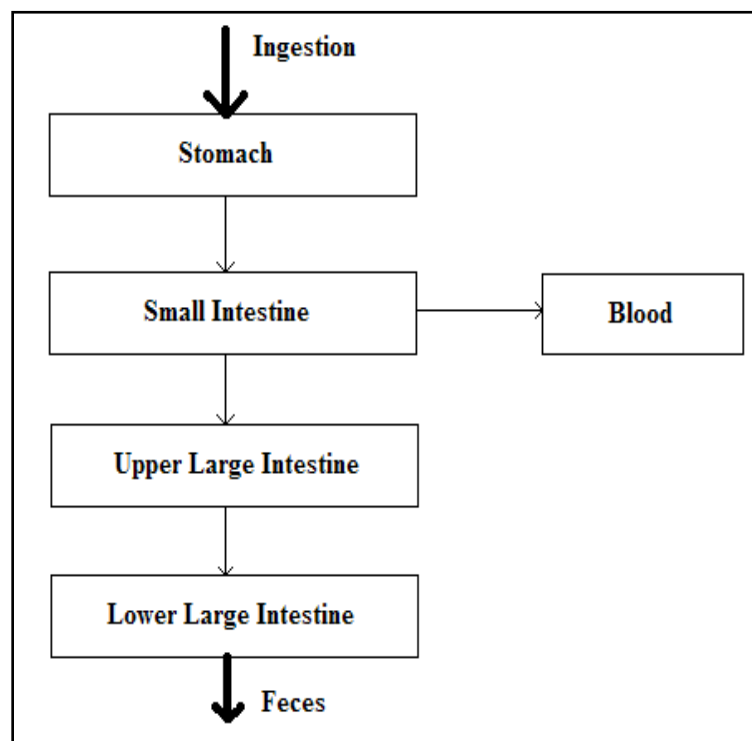 Ingestion
Stomach
Small Intestine
Blood
Upper Large Intestine
Lower Large Intestine
Feces